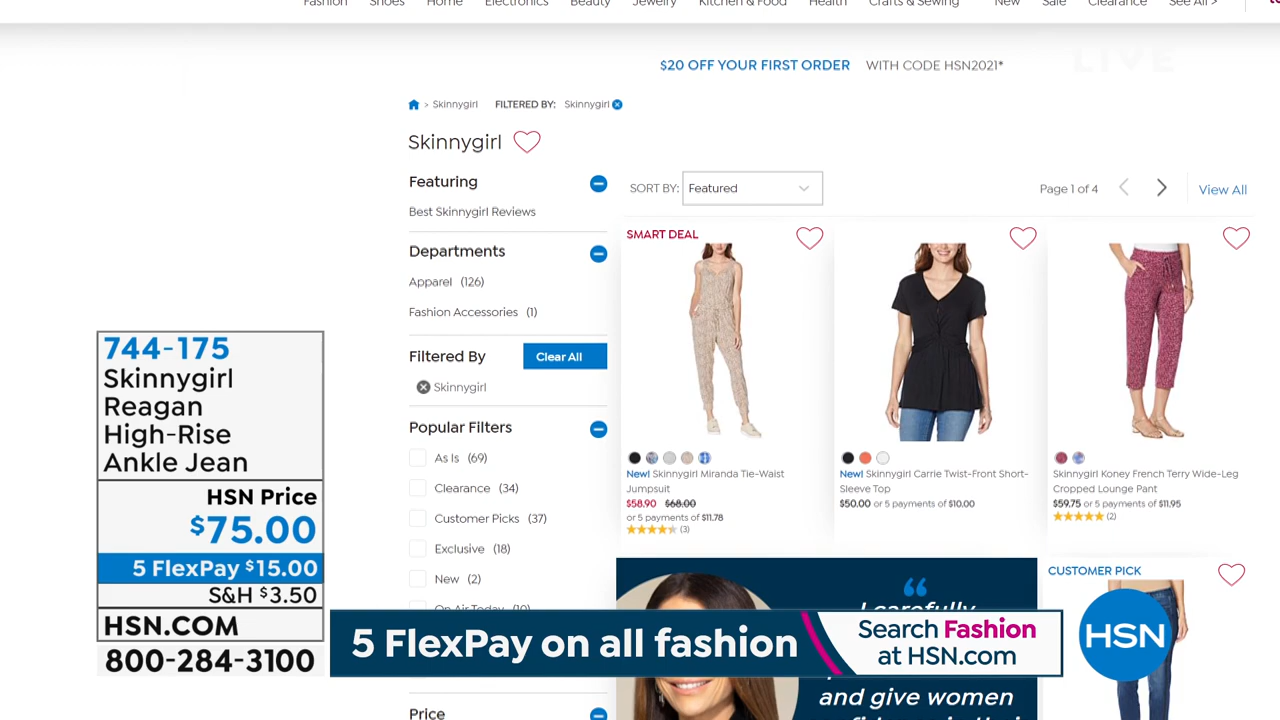 Fashion Shoes Home Electronics Beauty Jewelry Kitchen & Food Health Crafts & Sewing New Sale Clearance See All >
LIVE
$20 OFF YOUR FIRST ORDER WITH CODE HSN2021*
> Skinnygirl FILTERED BY: Skinnygirl
Skinnygirl
Featuring
Best Skinnygirl Reviews
Departments
Apparel (126)
Fashion Accessories (1)
Filtered By Clear All
Skinnygirl
Popular Filters
As Is (69)
Clearance (34)
Customer Picks (37)
Exclusive (18)
New (2)
On Air Today (10)
Price
SORT BY: Featured
Page 1 of 4 View All
SMART DEAL
New! Skinnygirl Miranda Tie-Waist
Jumpsuit
$58.90 $68.00
or 5 payments of $11.78
(3)
New! Skinnygirl Carrie Twist-Front Short-
Sleeve Top
$50.00 or 5 payments of $10.00
Skinnygirl Koney French Terry Wide-Leg
Cropped Lounge Pant
$59.75 or 5 payments of $11.95
(2)
“
I carefully
and give women
CUSTOMER PICK
744-175
Skinnygirl
Reagan
High-Rise
Ankle Jean
HSN Price
$75.00
5 FlexPay $15.00
S&H $3.50
HSN.COM
800-284-3100
5 FlexPay on all fashion
Search Fashion
at HSN.com
HSN